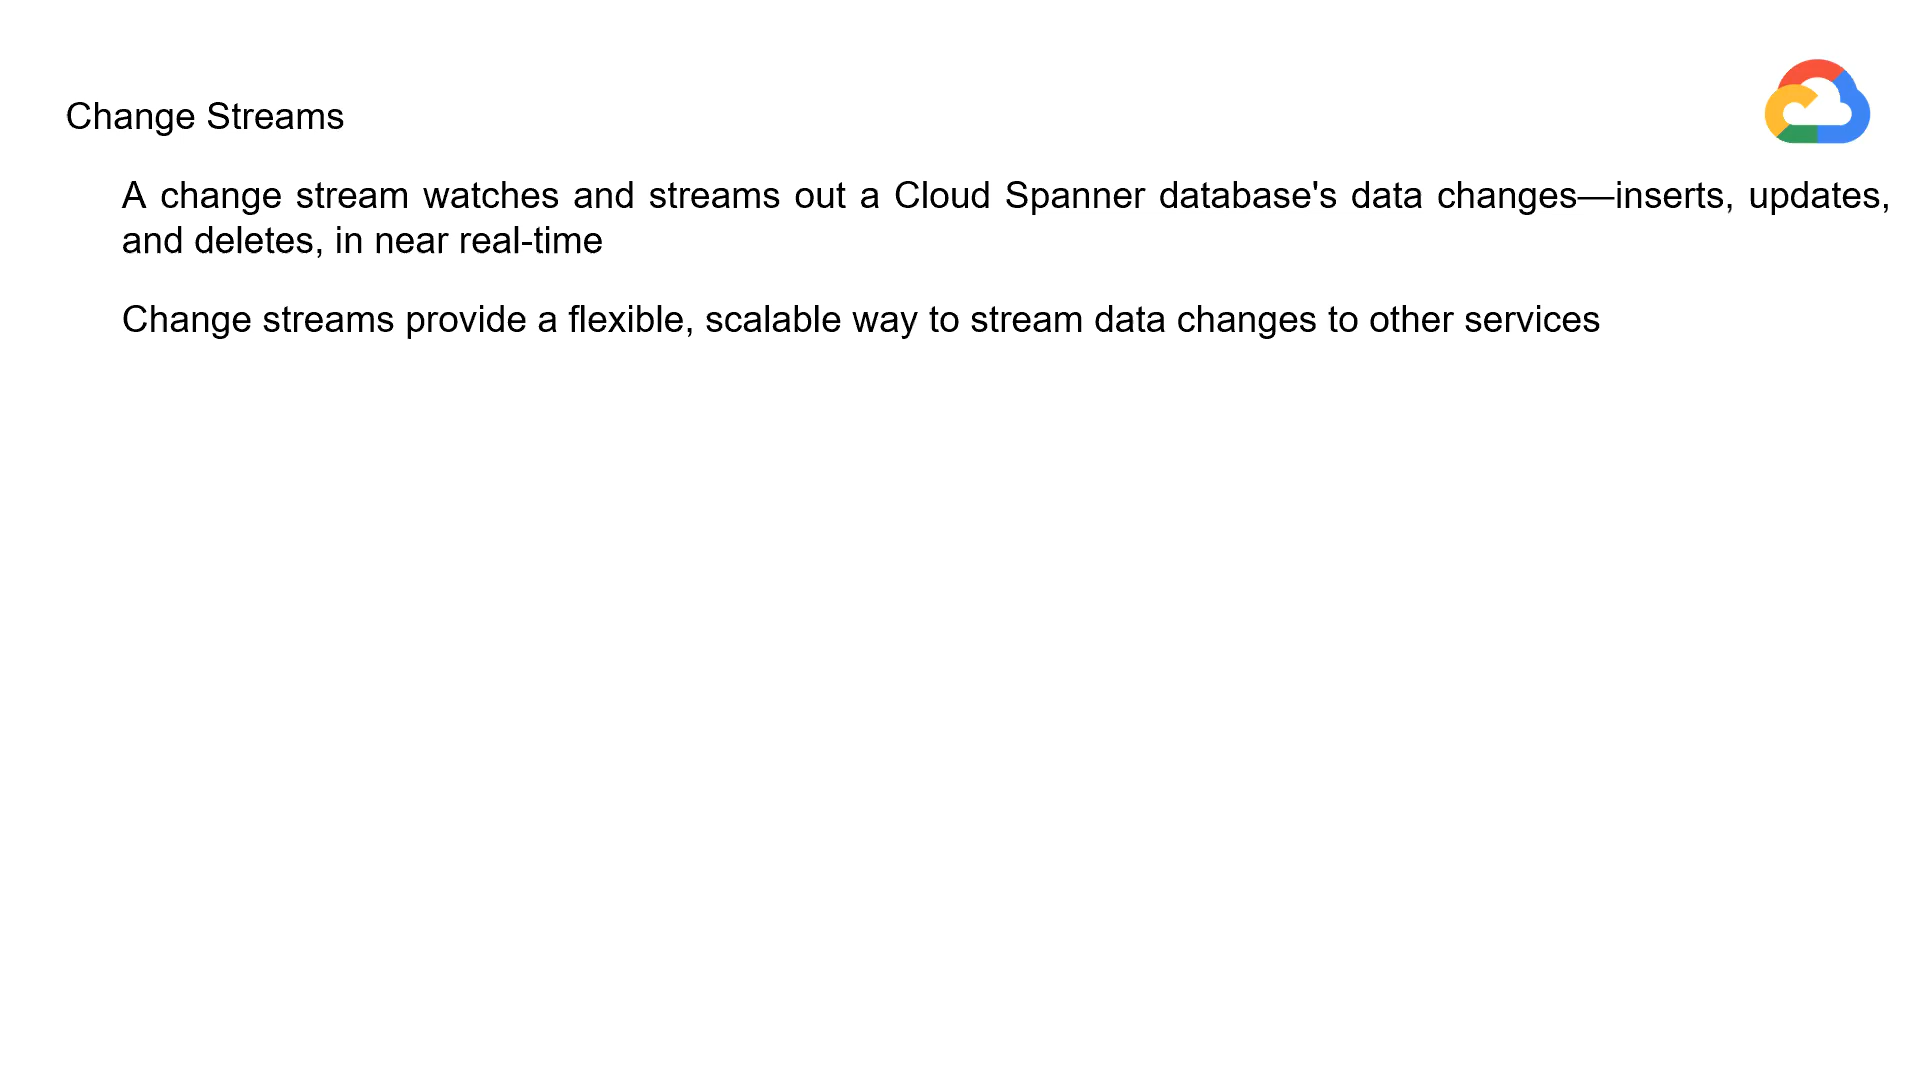 Change Streams
A change stream watches and streams out a Cloud Spanner database's data changes—inserts, updates,
and deletes, in near real-time
Change streams provide a flexible, scalable way to stream data changes to other services